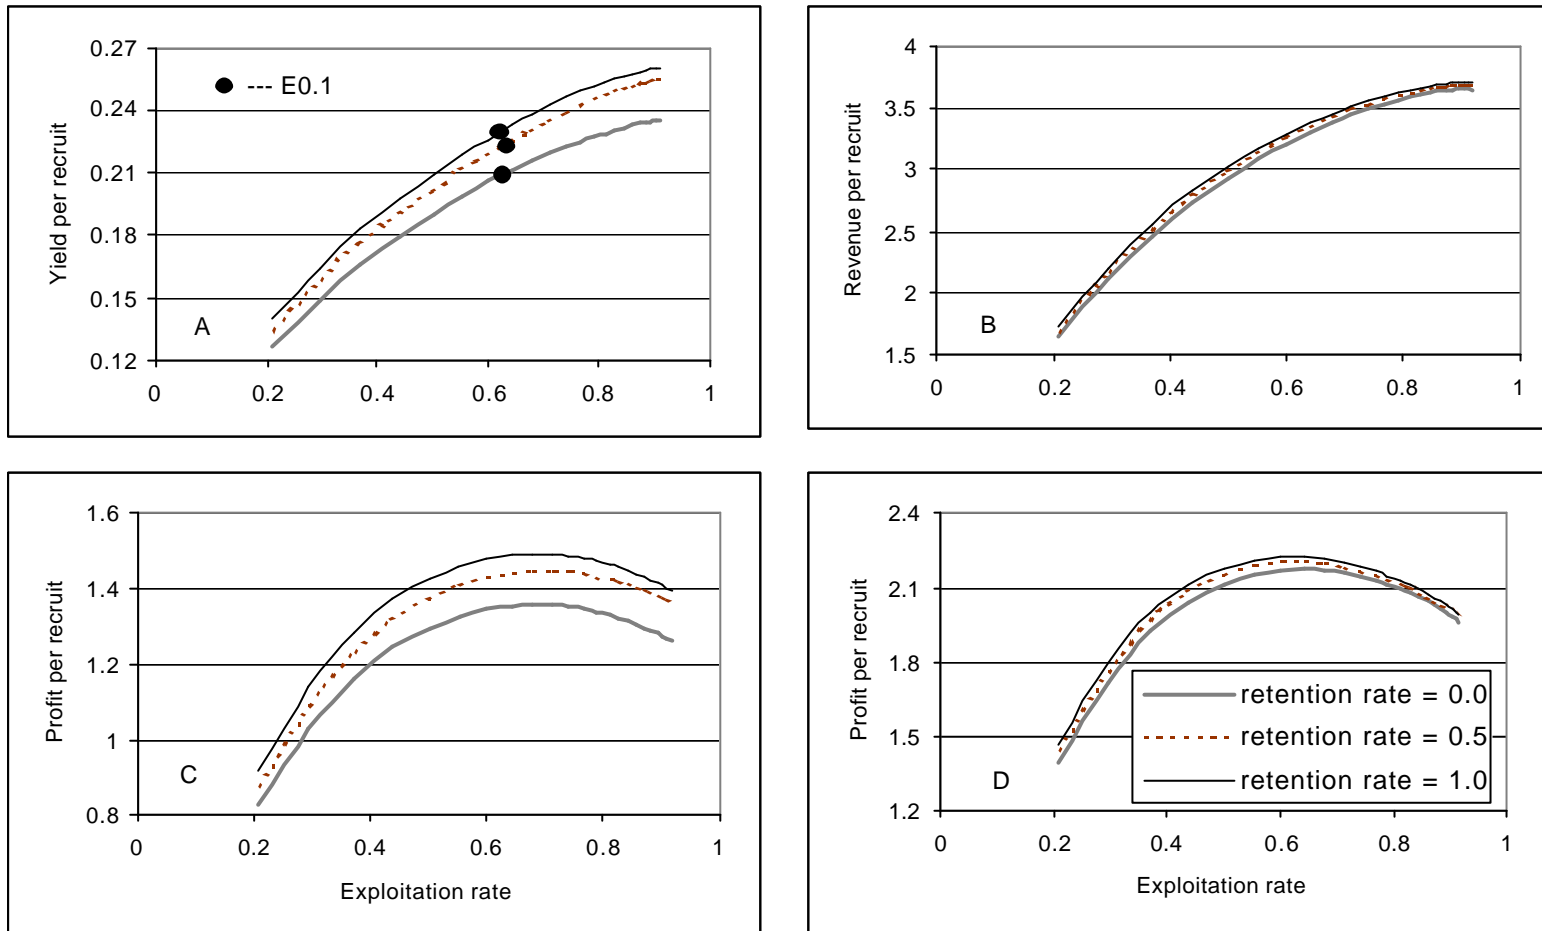 0.27
0.24
0.21
0.18
0.15
0.12
Yield per recruit
--- E0.1
A
0 0.2 0.4 0.6 0.8 1
4
3.5
3
2.5
2
1.5
Revenue per recruit
B
0 0.2 0.4 0.6 0.8 1
1.6
1.4
1.2
1
0.8
Profit per recruit
C
0 0.2 0.4 0.6 0.8 1
Exploitation rate
2.4
2.1
1.8
1.5
1.2
Profit per recruit
D
retention rate = 0.0
retention rate = 0.5
retention rate = 1.0
0 0.2 0.4 0.6 0.8 1
Exploitation rate